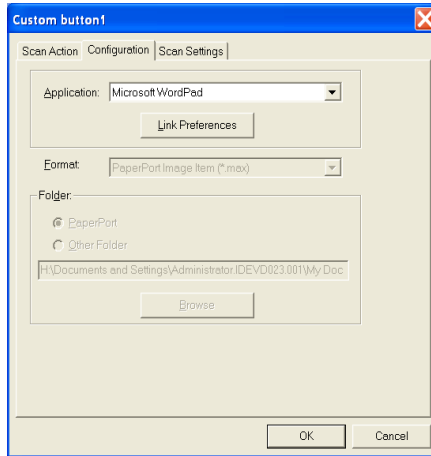 Custom button1
Scan Action Configuration Scan Settings
Application: Microsoft WordPad
Link Preferences
Format: PaperPort Image Item (*.max)
Folder:
PaperPort
Other Folder
H:\Documents and Settings\Administrator.IDEVD023.001\My Doc
Browse
OK Cancel